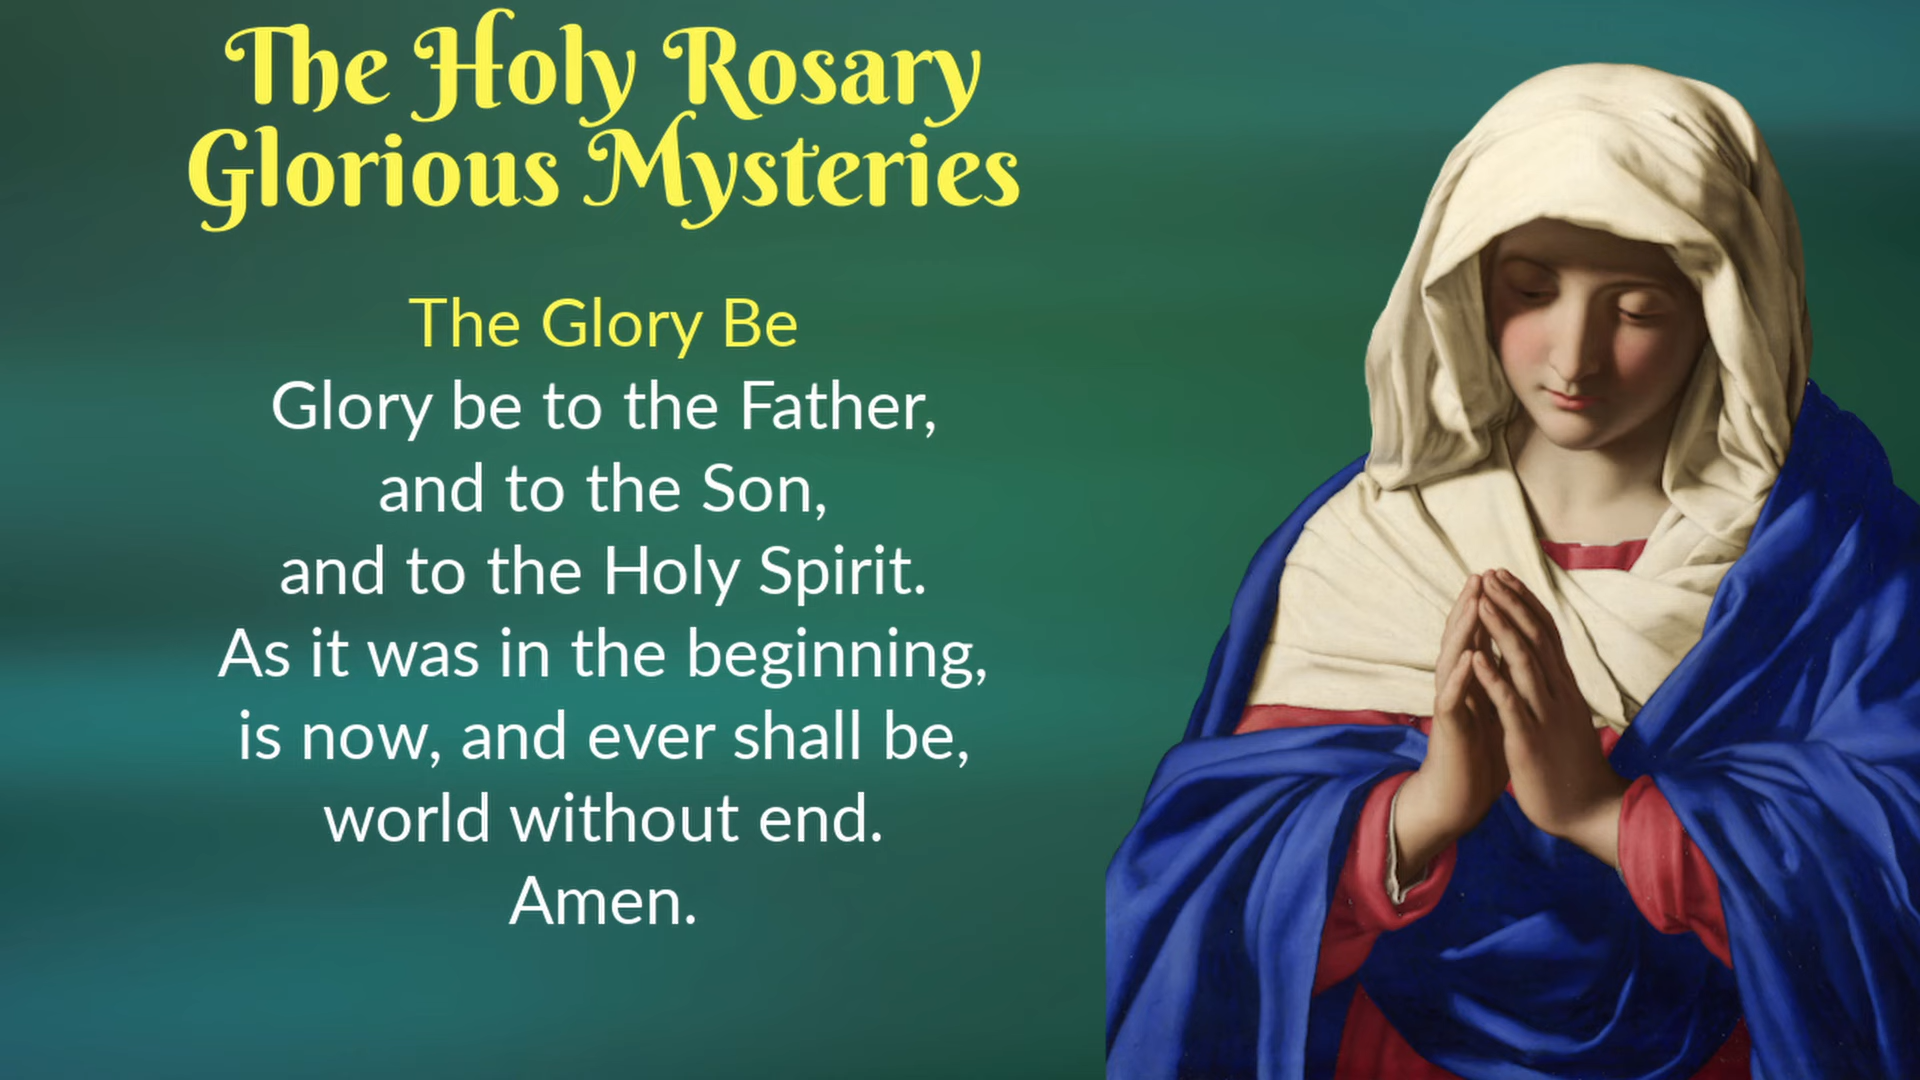 The Holy Rosary
Glorious Mysteries
The Glory Be
Glory be to the Father,
and to the Son,
and to the Holy Spirit.
As it was in the beginning,
is now, and ever shall be,
world without end.
Amen.